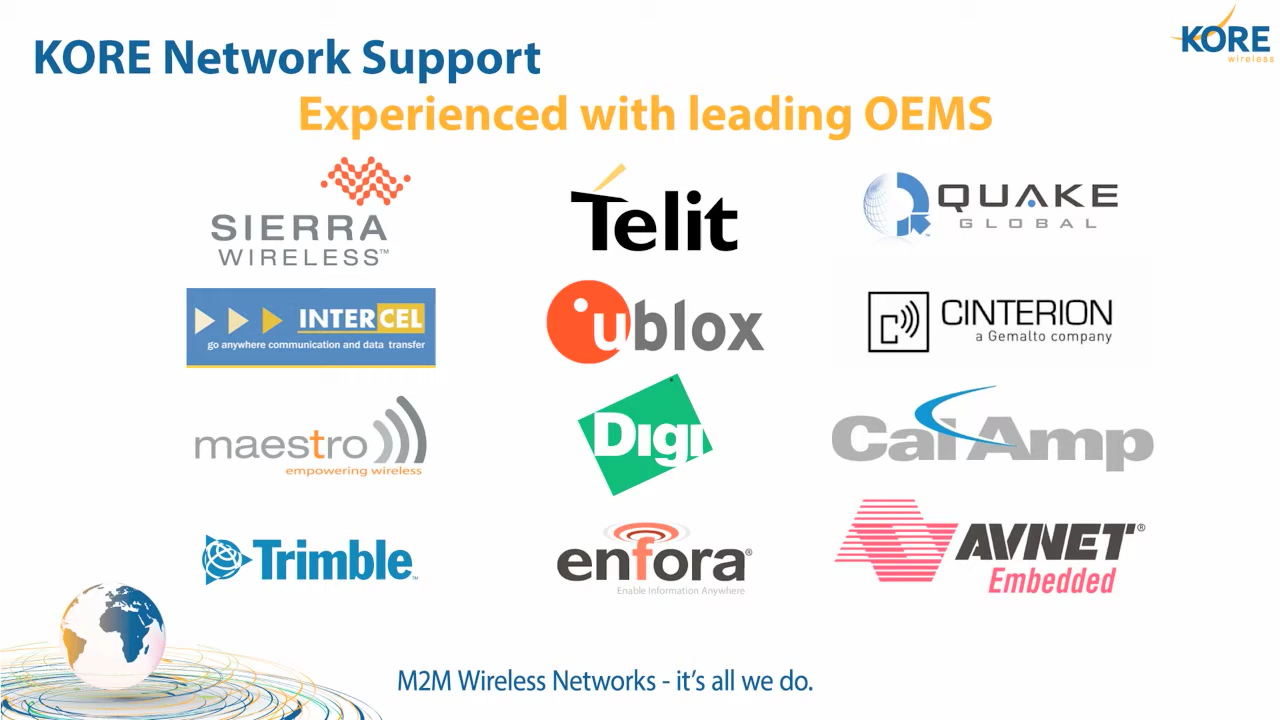 KORE Network Support
KORE
wireless
Experienced with leading OEMS
SIERRA
WIRELESS™
Telit
QUAKE
GLOBAL
INTERCEL
go anywhere communication and data transfer
ublox
CINTERION
a Gemalto company
maestro
empowering wireless
Digi
CalAmp
Trimble™
enfora®
Enable Information Anywhere
AVNET®
Embedded
M2M Wireless Networks - it's all we do.